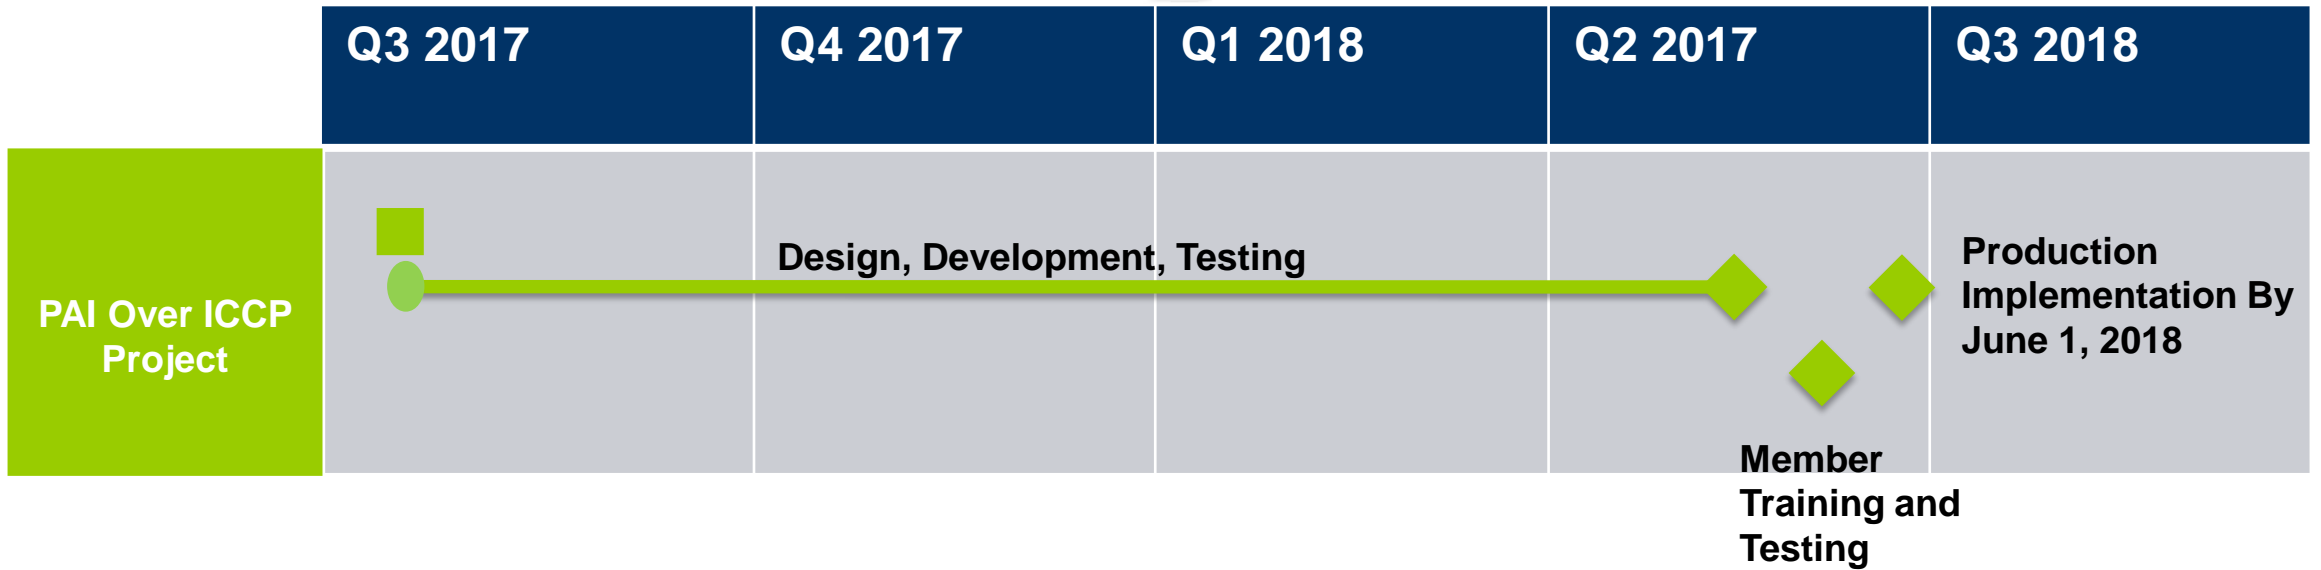 Q3 2017
Q4 2017
Q1 2018
Q2 2017
Q3 2018
PAI Over ICCP
Project
Design, Development, Testing
Production
Implementation By
June 1, 2018
Member
Training and
Testing